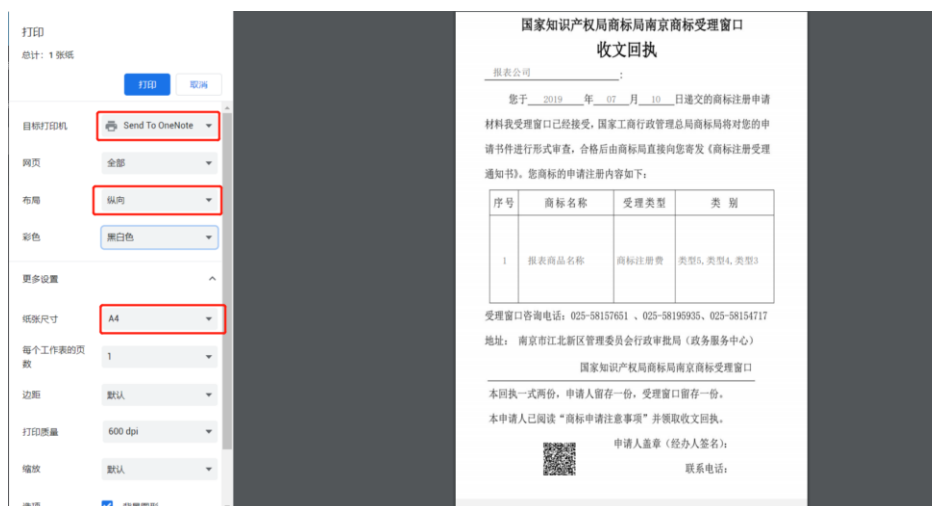 打印
总计：1 张纸
打印 取消
目标打印机 Send To OneNote
网页 全部
布局 纵向
彩色 黑白色
更多设置
纸张尺寸 A4
每个工作表的页数 1
边距 默认
打印质量 600 dpi
缩放 默认
选项 背景图形
国家知识产权局商标局南京商标受理窗口
收文回执
报表公司：
您于 2019 年 07 月 10 日递交的商标注册申请
材料我受理窗口已经接受，国家工商行政管理总局商标局将对您的申
请书件进行形式审查，合格后由商标局直接向您寄发《商标注册受理
通知书》。您商标的申请注册内容如下：
序号 商标名称 受理类型 类 别
1 报表商品名称 商标注册费 类型5,类型4,类型3
受理窗口咨询电话：025-58157651 、025-58195935、025-58154717
地址： 南京市江北新区管理委员会行政审批局（政务服务中心）
国家知识产权局商标局南京商标受理窗口
本回执一式两份，申请人留存一份，受理窗口留存一份。
本申请人已阅读“商标申请注意事项”并领取收文回执。
申请人盖章（经办人签名）：
联系电话：